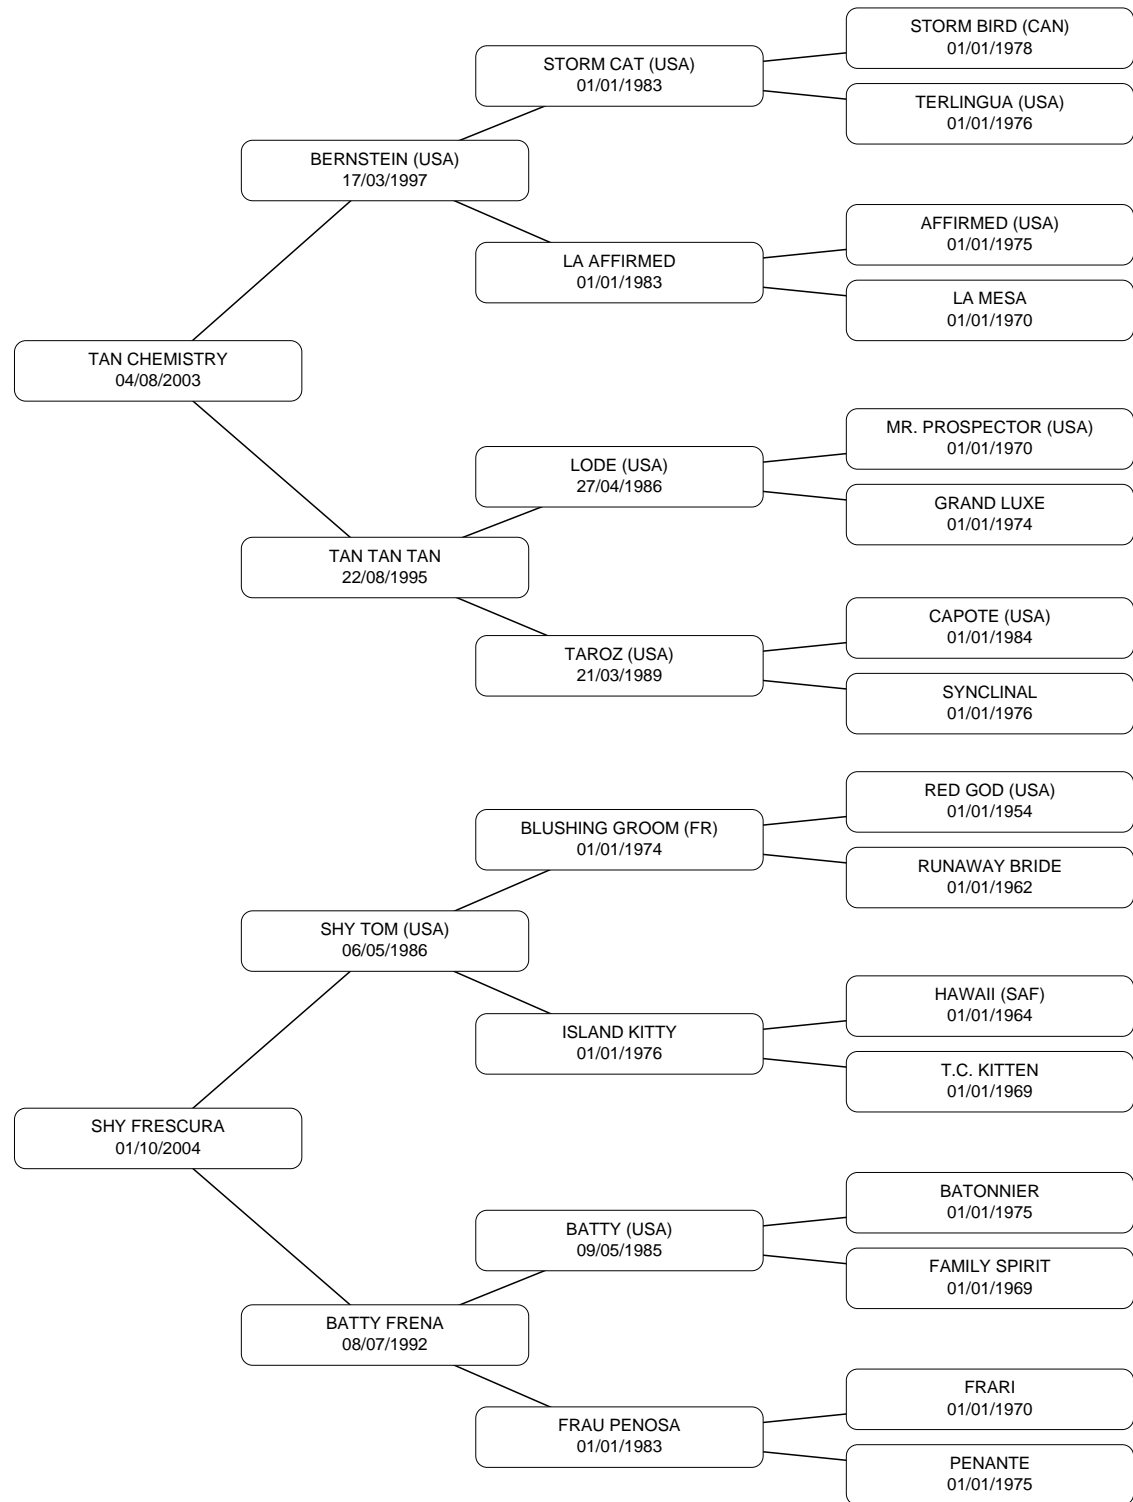 STORM BIRD (CAN)
01/01/1978
STORM CAT (USA)
01/01/1983
TERLINGUA (USA)
01/01/1976
BERNSTEIN (USA)
17/03/1997
AFFIRMED (USA)
01/01/1975
LA AFFIRMED
01/01/1983
LA MESA
01/01/1970
TAN CHEMISTRY
04/08/2003
MR. PROSPECTOR (USA)
01/01/1970
LODE (USA)
27/04/1986
GRAND LUXE
01/01/1974
TAN TAN TAN
22/08/1995
CAPOTE (USA)
01/01/1984
TAROZ (USA)
21/03/1989
SYNCLINAL
01/01/1976
RED GOD (USA)
01/01/1954
BLUSHING GROOM (FR)
01/01/1974
RUNAWAY BRIDE
01/01/1962
SHY TOM (USA)
06/05/1986
HAWAII (SAF)
01/01/1964
ISLAND KITTY
01/01/1976
T.C. KITTEN
01/01/1969
SHY FRESCURA
01/10/2004
BATONNIER
01/01/1975
BATTY (USA)
09/05/1985
FAMILY SPIRIT
01/01/1969
BATTY FRENA
08/07/1992
FRARI
01/01/1970
FRAU PENOSA
01/01/1983
PENANTE
01/01/1975